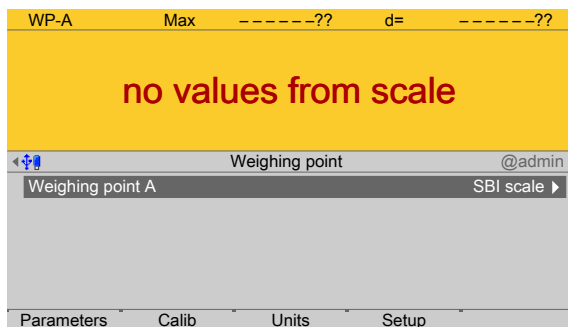 WP-A Max – – – – – –?? d= – – – – – –??
no values from scale
Weighing point @admin
Weighing point A SBI scale
Parameters Calib Units Setup